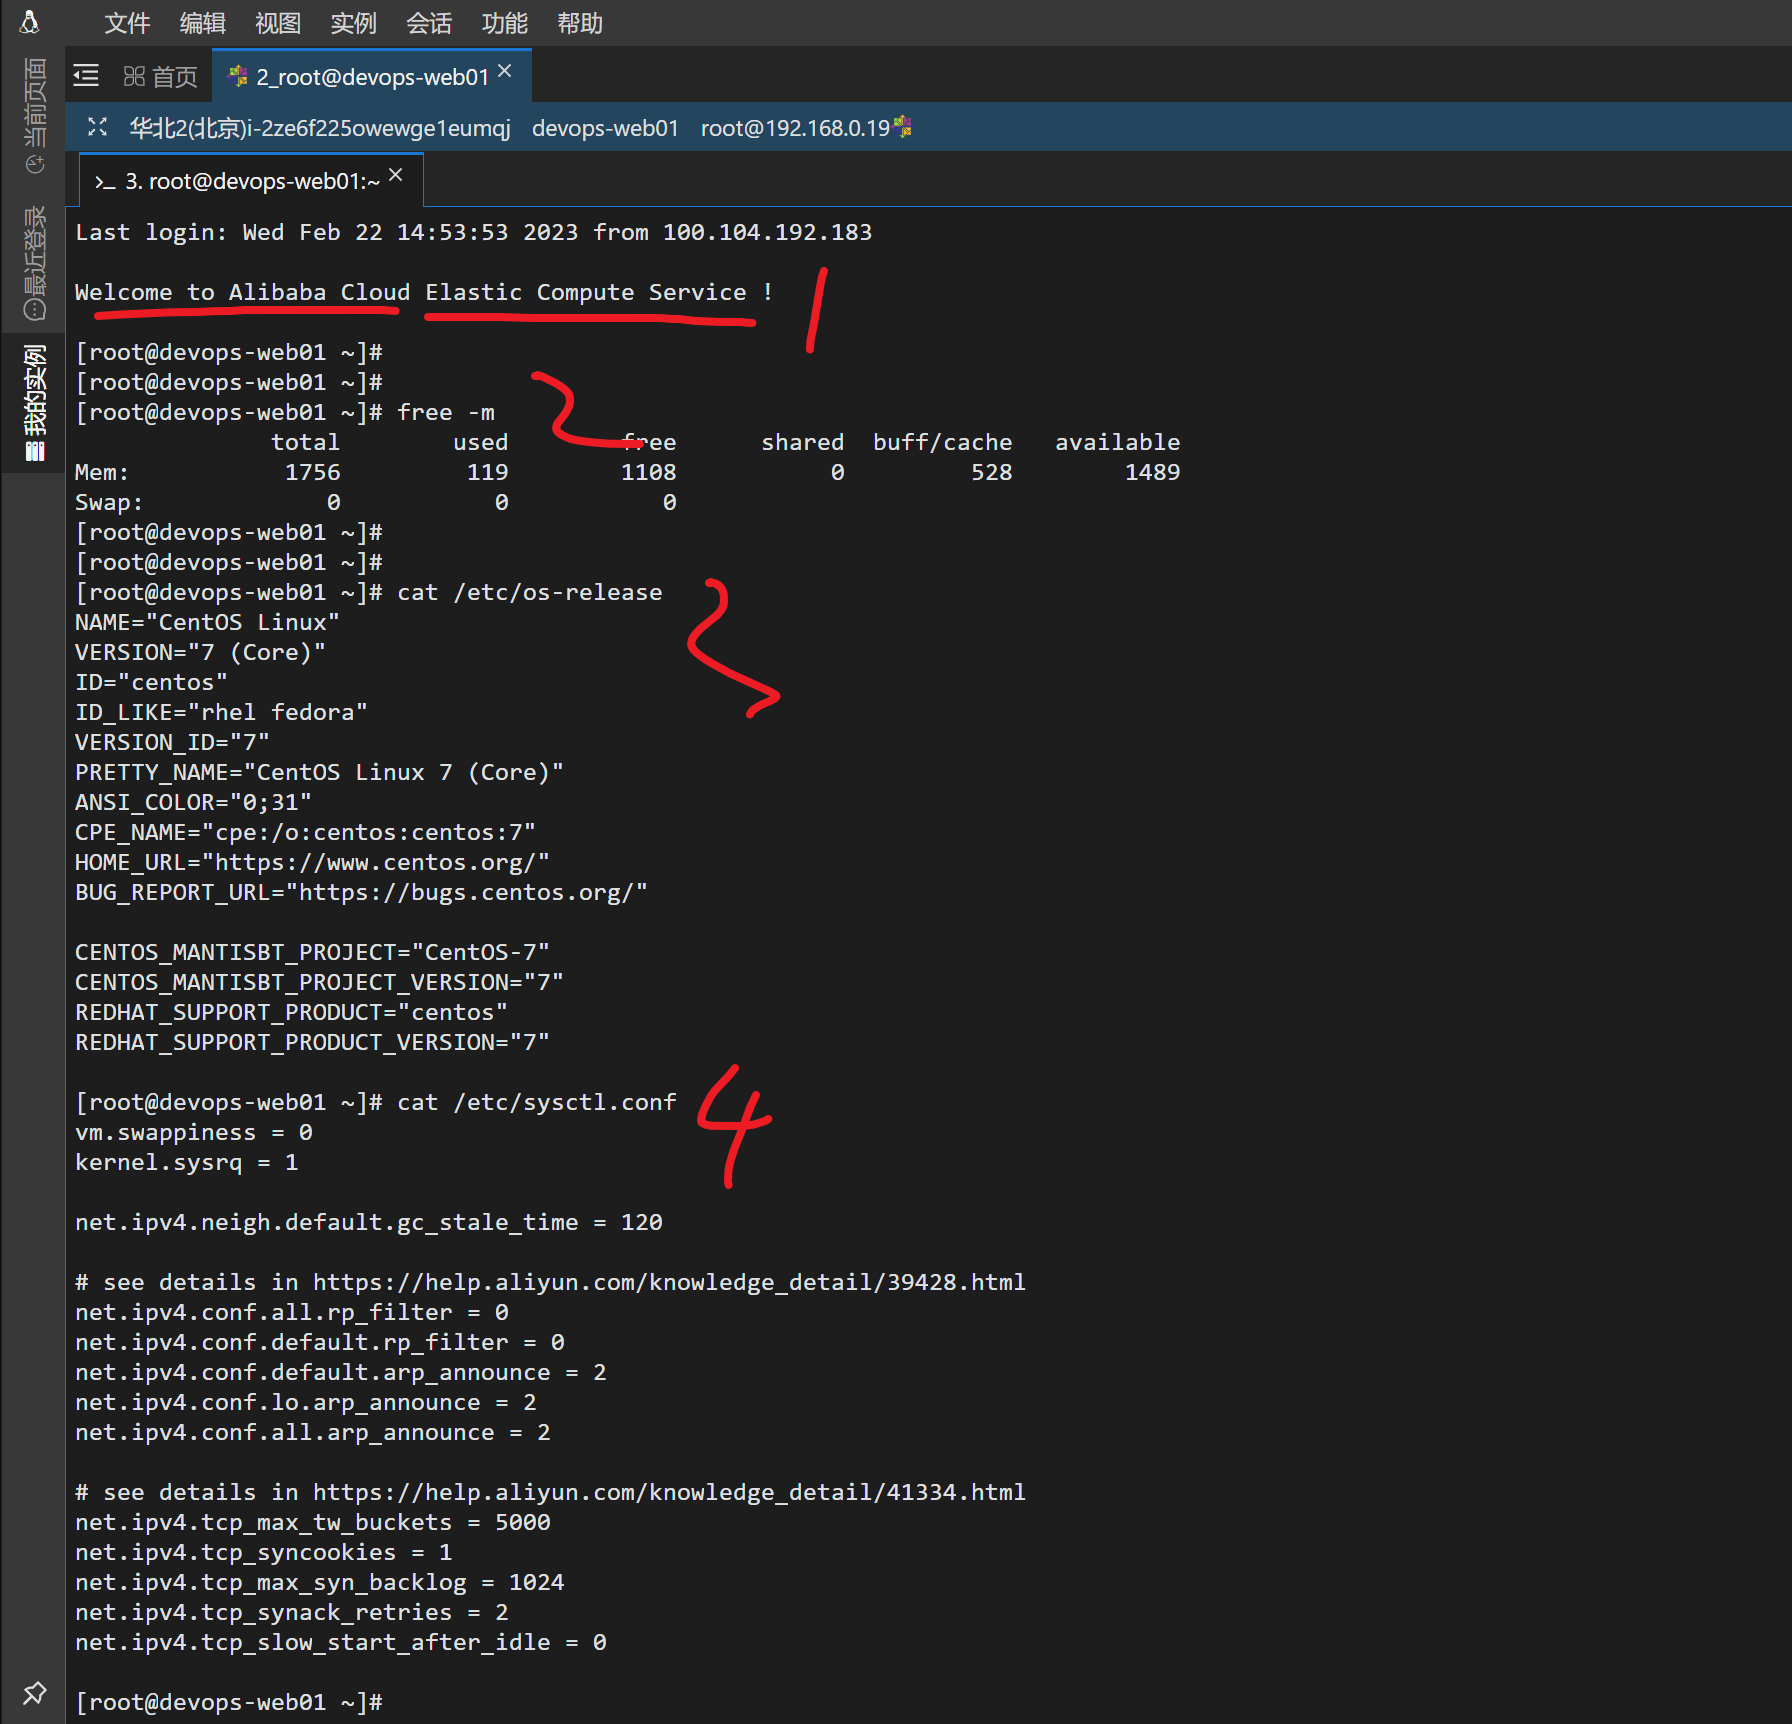 文件 编辑 视图 实例 会话 功能 帮助
首页 2_root@devops-web01
华北2(北京)i-2ze6f225owewge1eumqj devops-web01 root@192.168.0.19
3. root@devops-web01:~
当前页面
最近登录
我的实例
Last login: Wed Feb 22 14:53:53 2023 from 100.104.192.183
Welcome to Alibaba Cloud Elastic Compute Service !
1
[root@devops-web01 ~]#
[root@devops-web01 ~]#
[root@devops-web01 ~]# free -m
2
total used free shared buff/cache available
Mem: 1756 119 1108 0 528 1489
Swap: 0 0 0
[root@devops-web01 ~]#
[root@devops-web01 ~]#
[root@devops-web01 ~]# cat /etc/os-release
3
NAME="CentOS Linux"
VERSION="7 (Core)"
ID="centos"
ID_LIKE="rhel fedora"
VERSION_ID="7"
PRETTY_NAME="CentOS Linux 7 (Core)"
ANSI_COLOR="0;31"
CPE_NAME="cpe:/o:centos:centos:7"
HOME_URL="https://www.centos.org/"
BUG_REPORT_URL="https://bugs.centos.org/"
CENTOS_MANTISBT_PROJECT="CentOS-7"
CENTOS_MANTISBT_PROJECT_VERSION="7"
REDHAT_SUPPORT_PRODUCT="centos"
REDHAT_SUPPORT_PRODUCT_VERSION="7"
[root@devops-web01 ~]# cat /etc/sysctl.conf
4
vm.swappiness = 0
kernel.sysrq = 1
net.ipv4.neigh.default.gc_stale_time = 120
# see details in https://help.aliyun.com/knowledge_detail/39428.html
net.ipv4.conf.all.rp_filter = 0
net.ipv4.conf.default.rp_filter = 0
net.ipv4.conf.default.arp_announce = 2
net.ipv4.conf.lo.arp_announce = 2
net.ipv4.conf.all.arp_announce = 2
# see details in https://help.aliyun.com/knowledge_detail/41334.html
net.ipv4.tcp_max_tw_buckets = 5000
net.ipv4.tcp_syncookies = 1
net.ipv4.tcp_max_syn_backlog = 1024
net.ipv4.tcp_synack_retries = 2
net.ipv4.tcp_slow_start_after_idle = 0
[root@devops-web01 ~]#